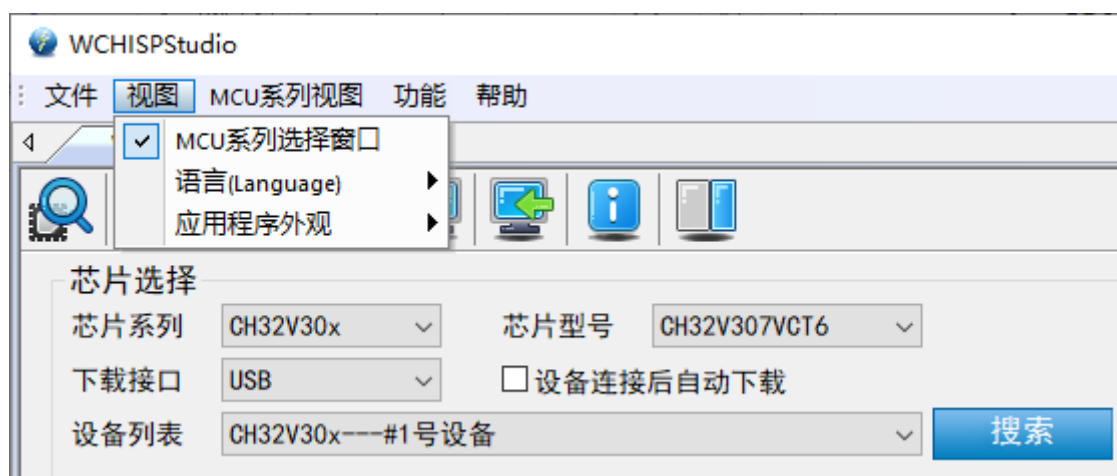 WCHISPStudio
文件 视图 MCU系列视图 功能 帮助
MCU系列选择窗口
语言(Language)
应用程序外观
芯片选择
芯片系列 CH32V30x 芯片型号 CH32V307VCT6
下载接口 USB 设备连接后自动下载
设备列表 CH32V30x---#1号设备 搜索